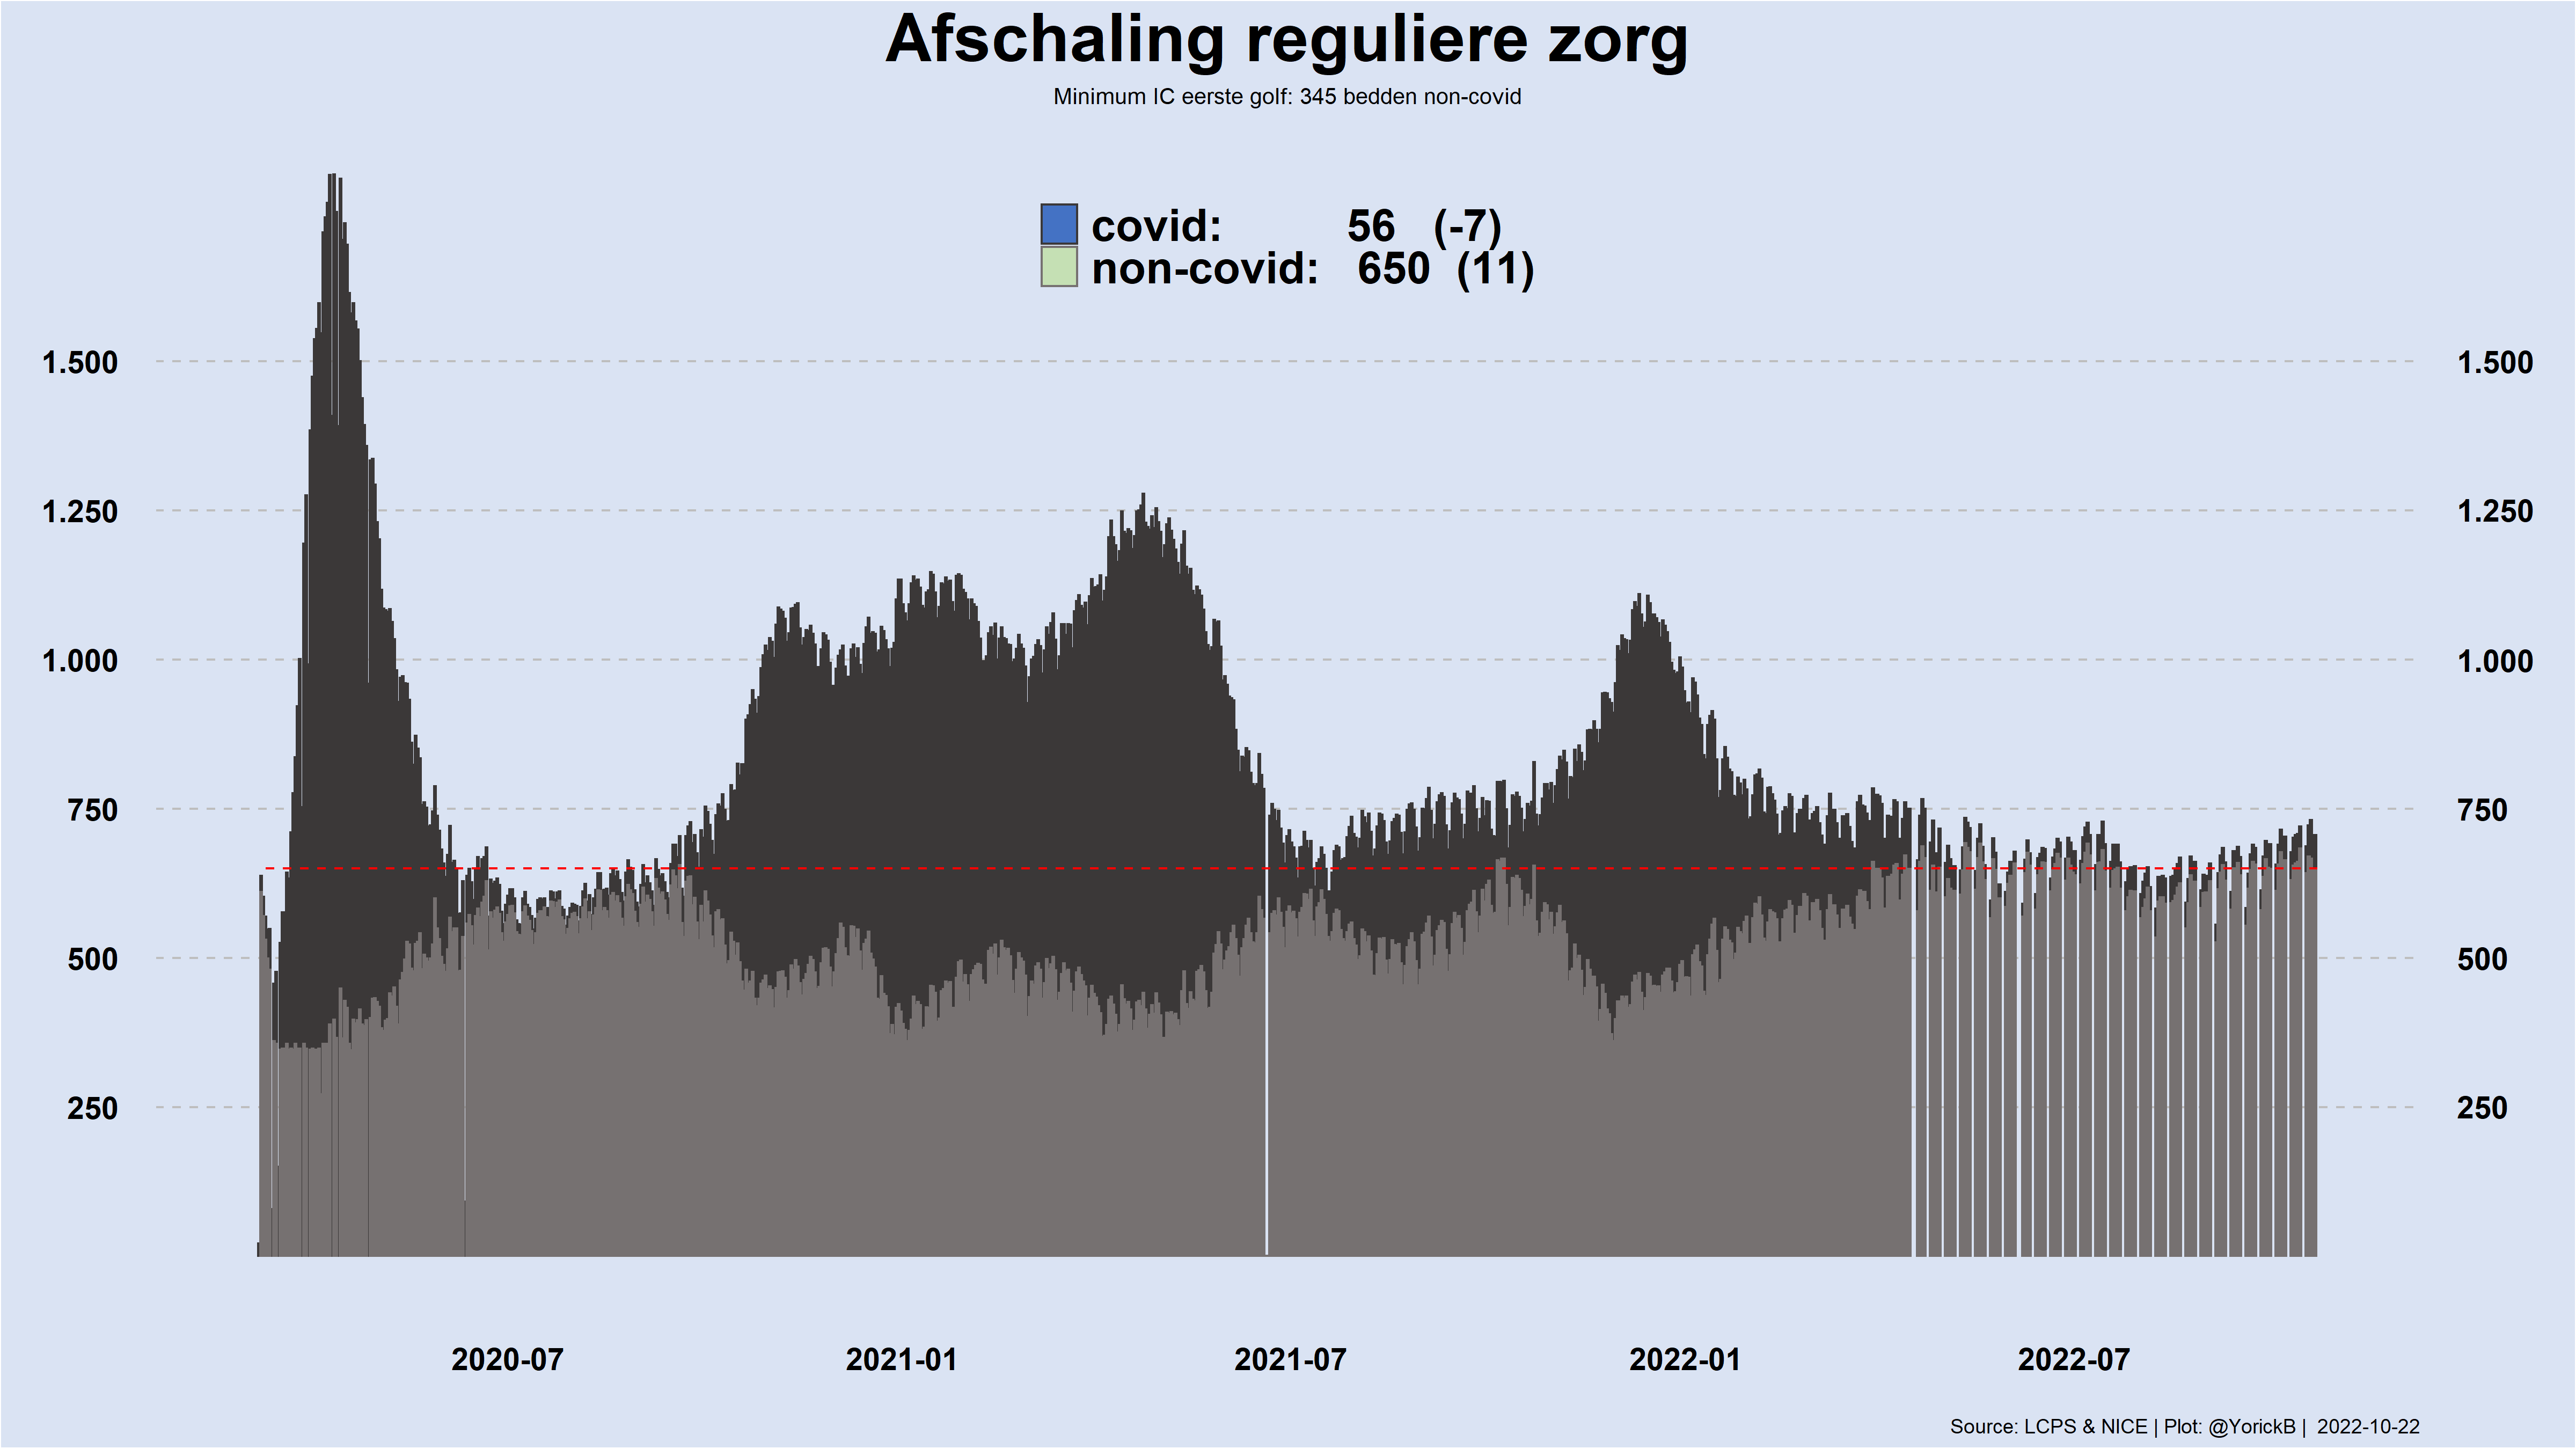 Afschaling reguliere zorg
Minimum IC eerste golf: 345 bedden non-covid
covid: 56 (-7)
non-covid: 650 (11)
1.500 1.500
1.250 1.250
1.000 1.000
750 750
500 500
250 250
2020-07 2021-01 2021-07 2022-01 2022-07
Source: LCPS & NICE | Plot: @YorickB | 2022-10-22